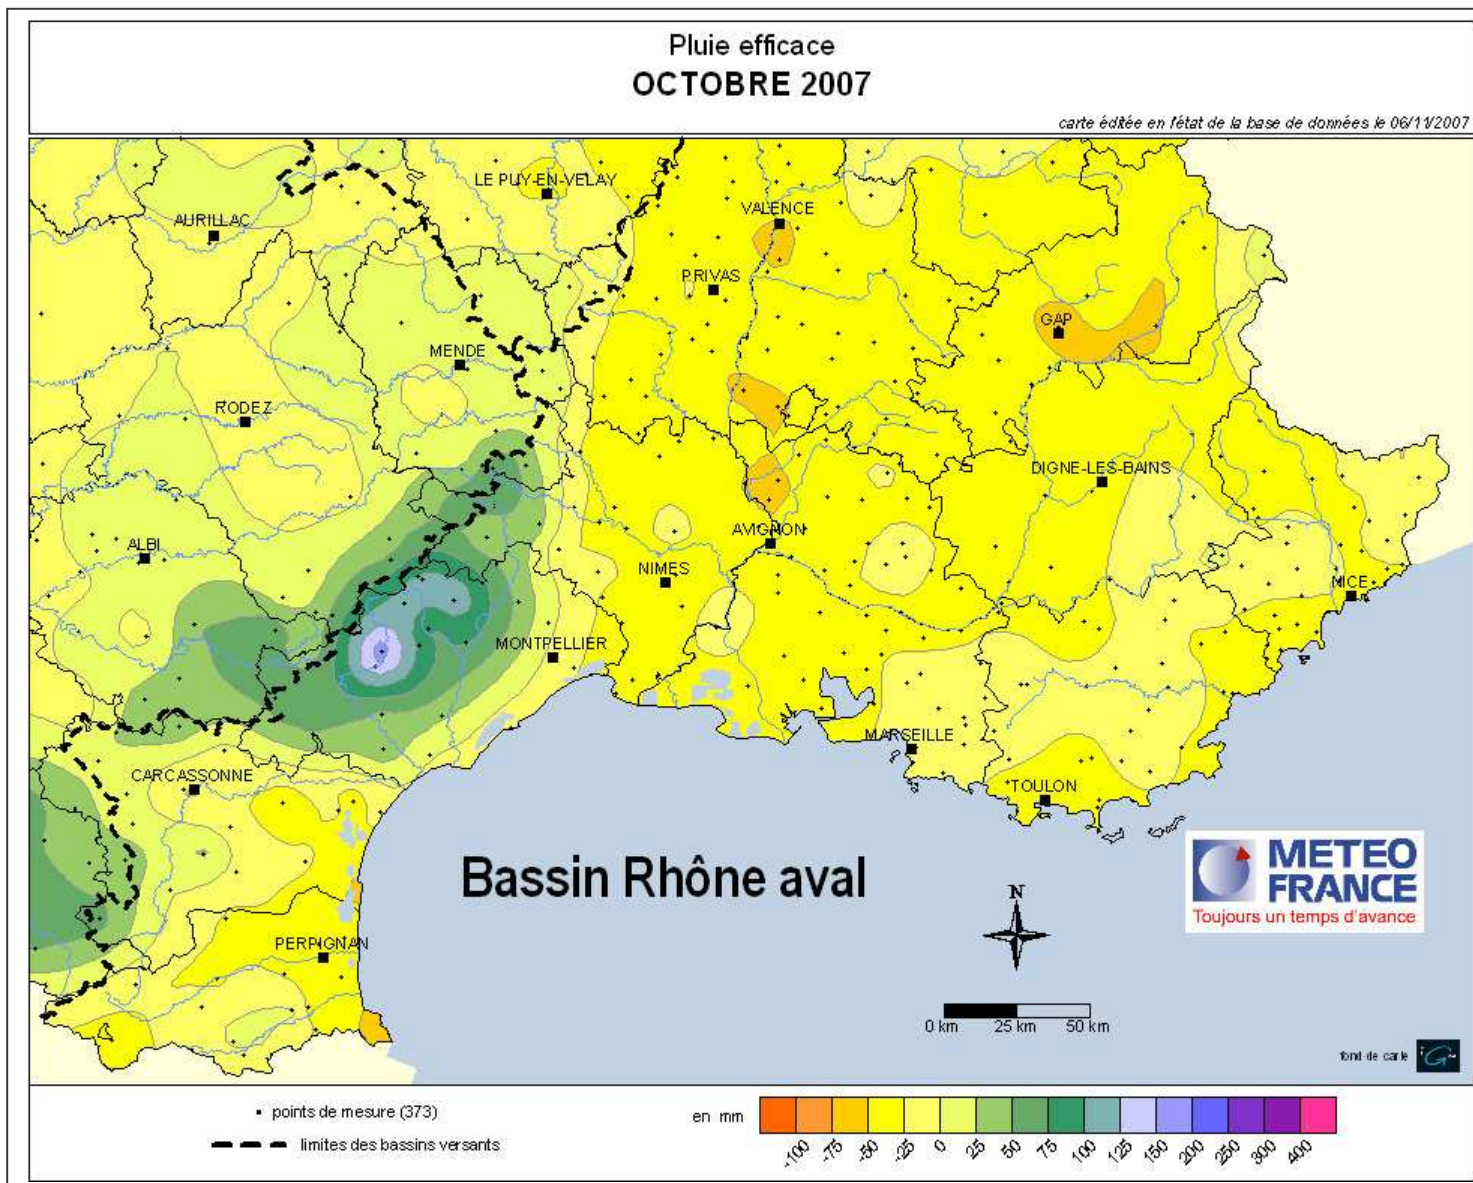 Pluie efficace
OCTOBRE 2007
carte éditée en l'état de la base de données le 06/11/2007
LE PUY-EN-VELAY
AURILLAC
VALENCE
PRIVAS
GAP
MENDE
RODEZ
DIGNE-LES-BAINS
AVIGNON
ALBI
NIMES
NICE
MONTPELLIER
MARSEILLE
CARCASSONNE
TOULON
Bassin Rhône aval
METEO
FRANCE
Toujours un temps d'avance
N
PERPIGNAN
0 km 25 km 50 km
fond de carte
points de mesure (373)
en mm
limites des bassins versants
-100 -75 -50 -25 0 25 50 75 100 125 150 200 250 300 400